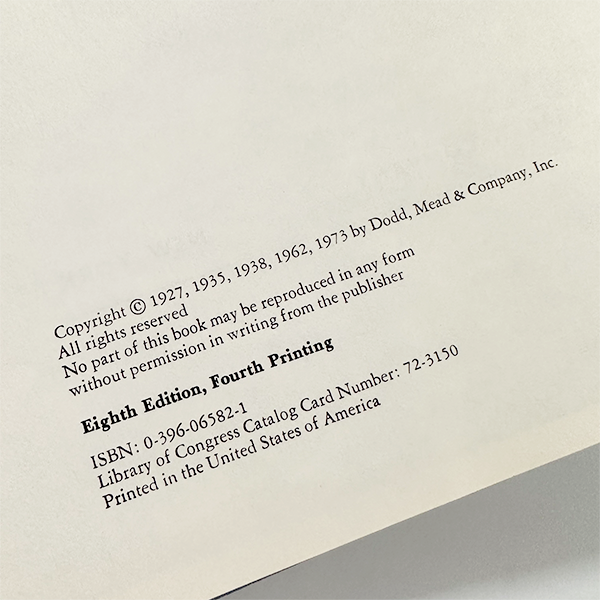 Copyright © 1927, 1935, 1938, 1962, 1973 by Dodd, Mead & Company, Inc.
All rights reserved
No part of this book may be reproduced in any form
without permission in writing from the publisher
Eighth Edition, Fourth Printing
ISBN: 0-396-06582-1
Library of Congress Catalog Card Number: 72-3150
Printed in the United States of America